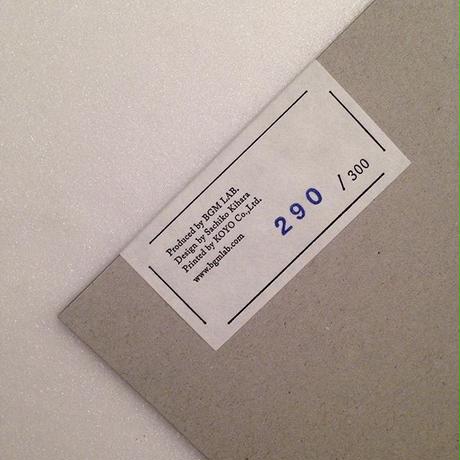 Produced by BGM LAB.
Design by Sachiko Kihara
Printed by KOYO Co.,Ltd.
www.bgmlab.com
290 / 300